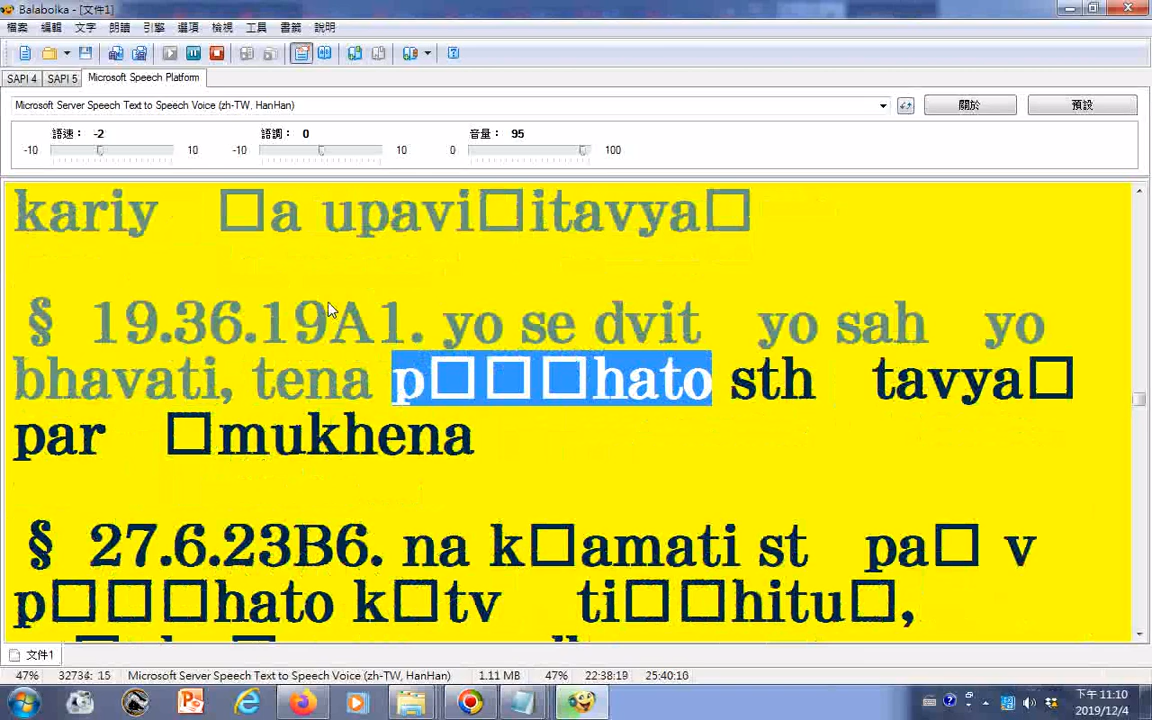 Balabolka - [文件1]
檔案 編輯 文字 朗讀 引擎 選項 檢視 工具 書籤 說明
SAPI 4 SAPI 5 Microsoft Speech Platform
Microsoft Server Speech Text to Speech Voice (zh-TW, HanHan) 關於 預設
語速: -2 語調: 0 音量: 95
-10 10 -10 10 0 100
kariy □a upavi□itavya□
§ 19.36.19A1. yo se dvit yo sah yo
bhavati, tena p□□□hato sth tavya□
par □mukhena
§ 27.6.23B6. na k□amati st pa□ v
p□□□hato k□tv ti□□hitu□,
文件1
47% 32734: 15 Microsoft Server Speech Text to Speech Voice (zh-TW, HanHan) 1.11 MB 47% 22:38:19 25:40:10
下午 11:10
2019/12/4